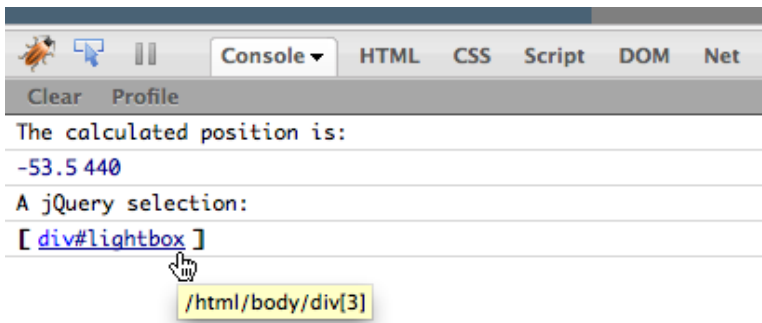 Console HTML CSS Script DOM Net
Clear Profile
The calculated position is:
-53.5 440
A jQuery selection:
[ div#lightbox ]
/html/body/div[3]